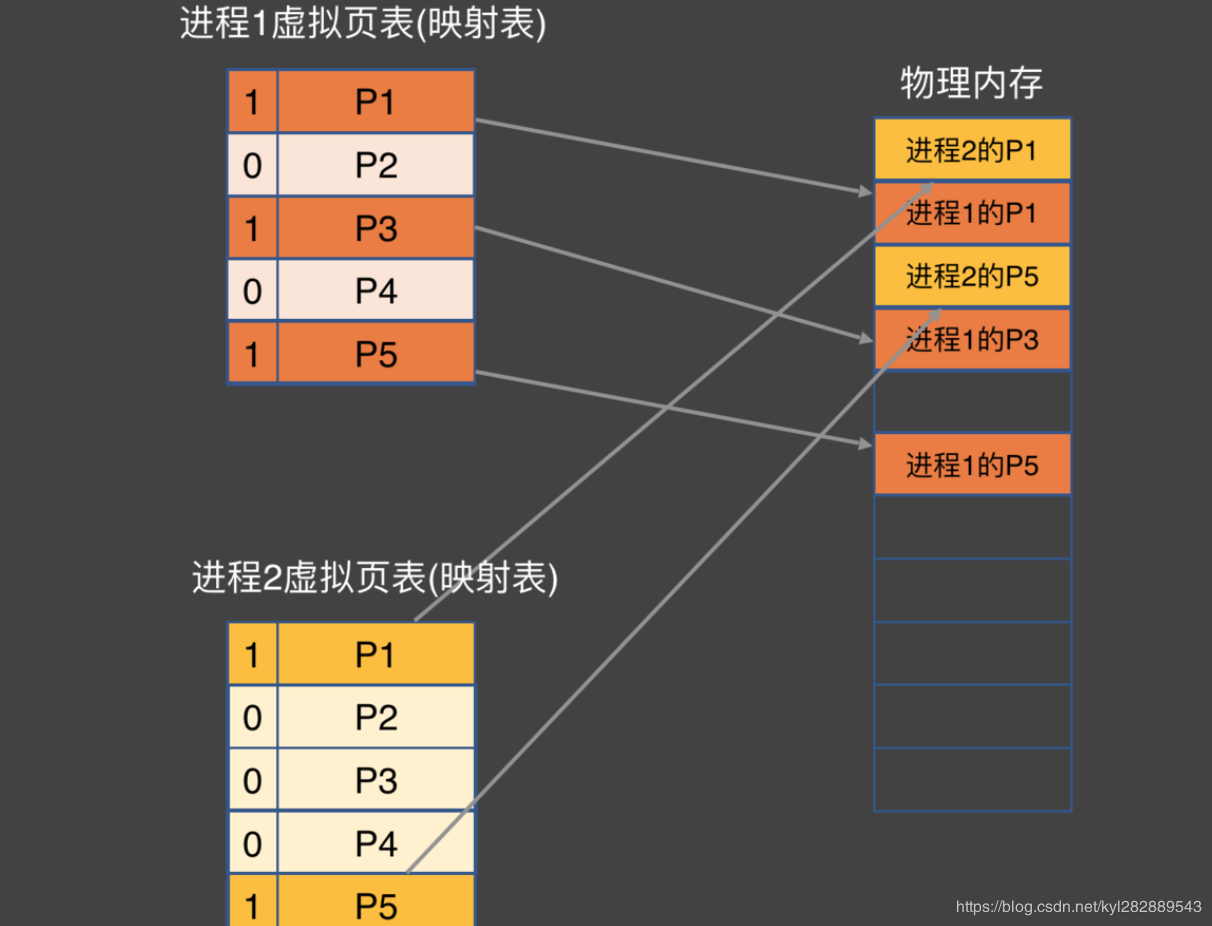 进程1虚拟页表(映射表)
1 P1
0 P2
1 P3
0 P4
1 P5
物理内存
进程2的P1
进程1的P1
进程2的P5
进程1的P3
进程1的P5
进程2虚拟页表(映射表)
1 P1
0 P2
0 P3
0 P4
1 P5
https://blog.csdn.net/kyl282889543